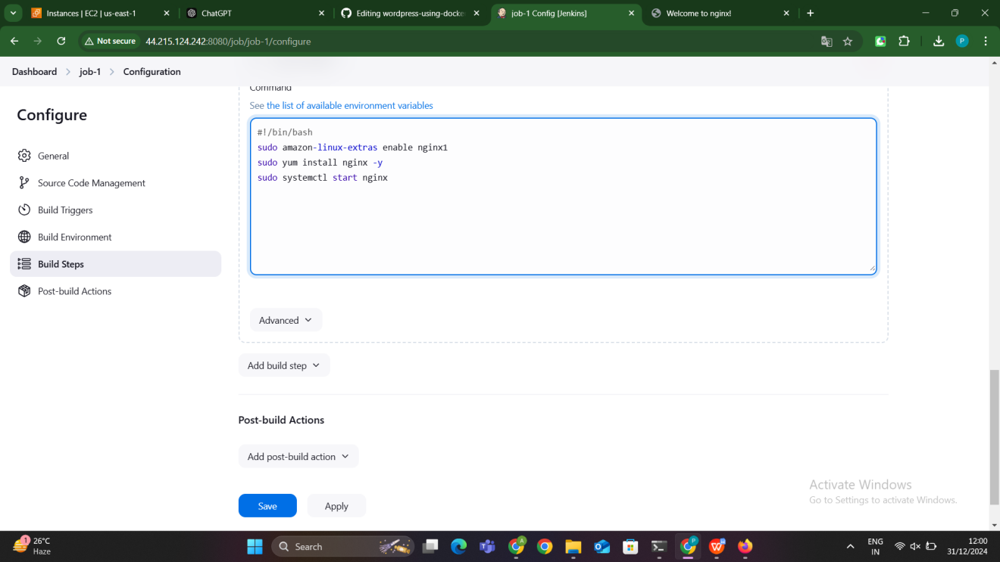 Instances | EC2 | us-east-1
ChatGPT
Editing wordpress-using-docke
job-1 Config [Jenkins]
Welcome to nginx!
Not secure
44.215.124.242:8080/job/job-1/configure
P
Dashboard > job-1 > Configuration
Configure
General
Source Code Management
Build Triggers
Build Environment
Build Steps
Post-build Actions
Command
See the list of available environment variables
#!/bin/bash
sudo amazon-linux-extras enable nginx1
sudo yum install nginx -y
sudo systemctl start nginx
Advanced
Add build step
Post-build Actions
Add post-build action
Save
Apply
Activate Windows
Go to Settings to activate Windows.
1
26°C
Haze
Search
ENG
IN
12:00
31/12/2024